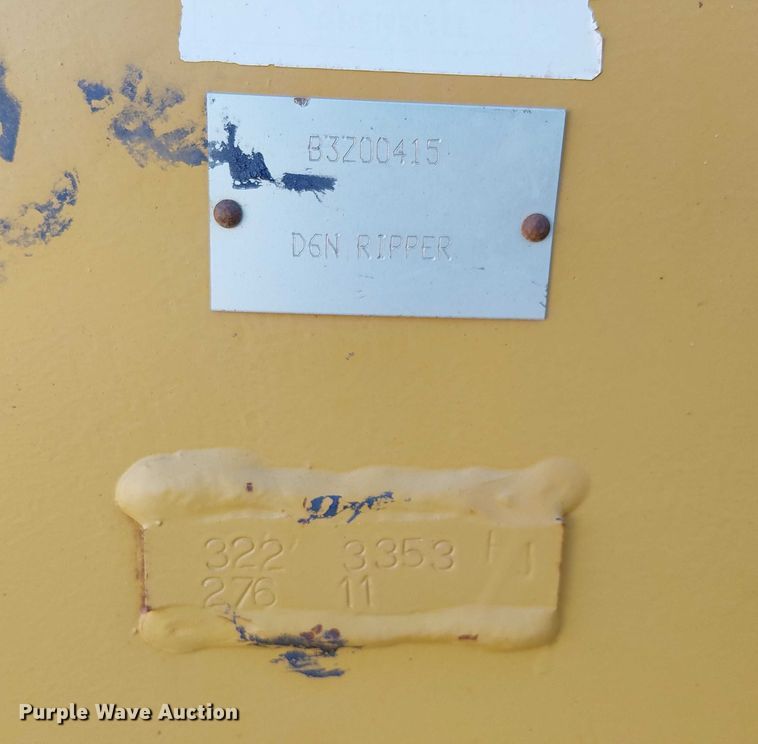 B3Z00415
D6N RIPPER
322 3353
276 11
Purple Wave Auction